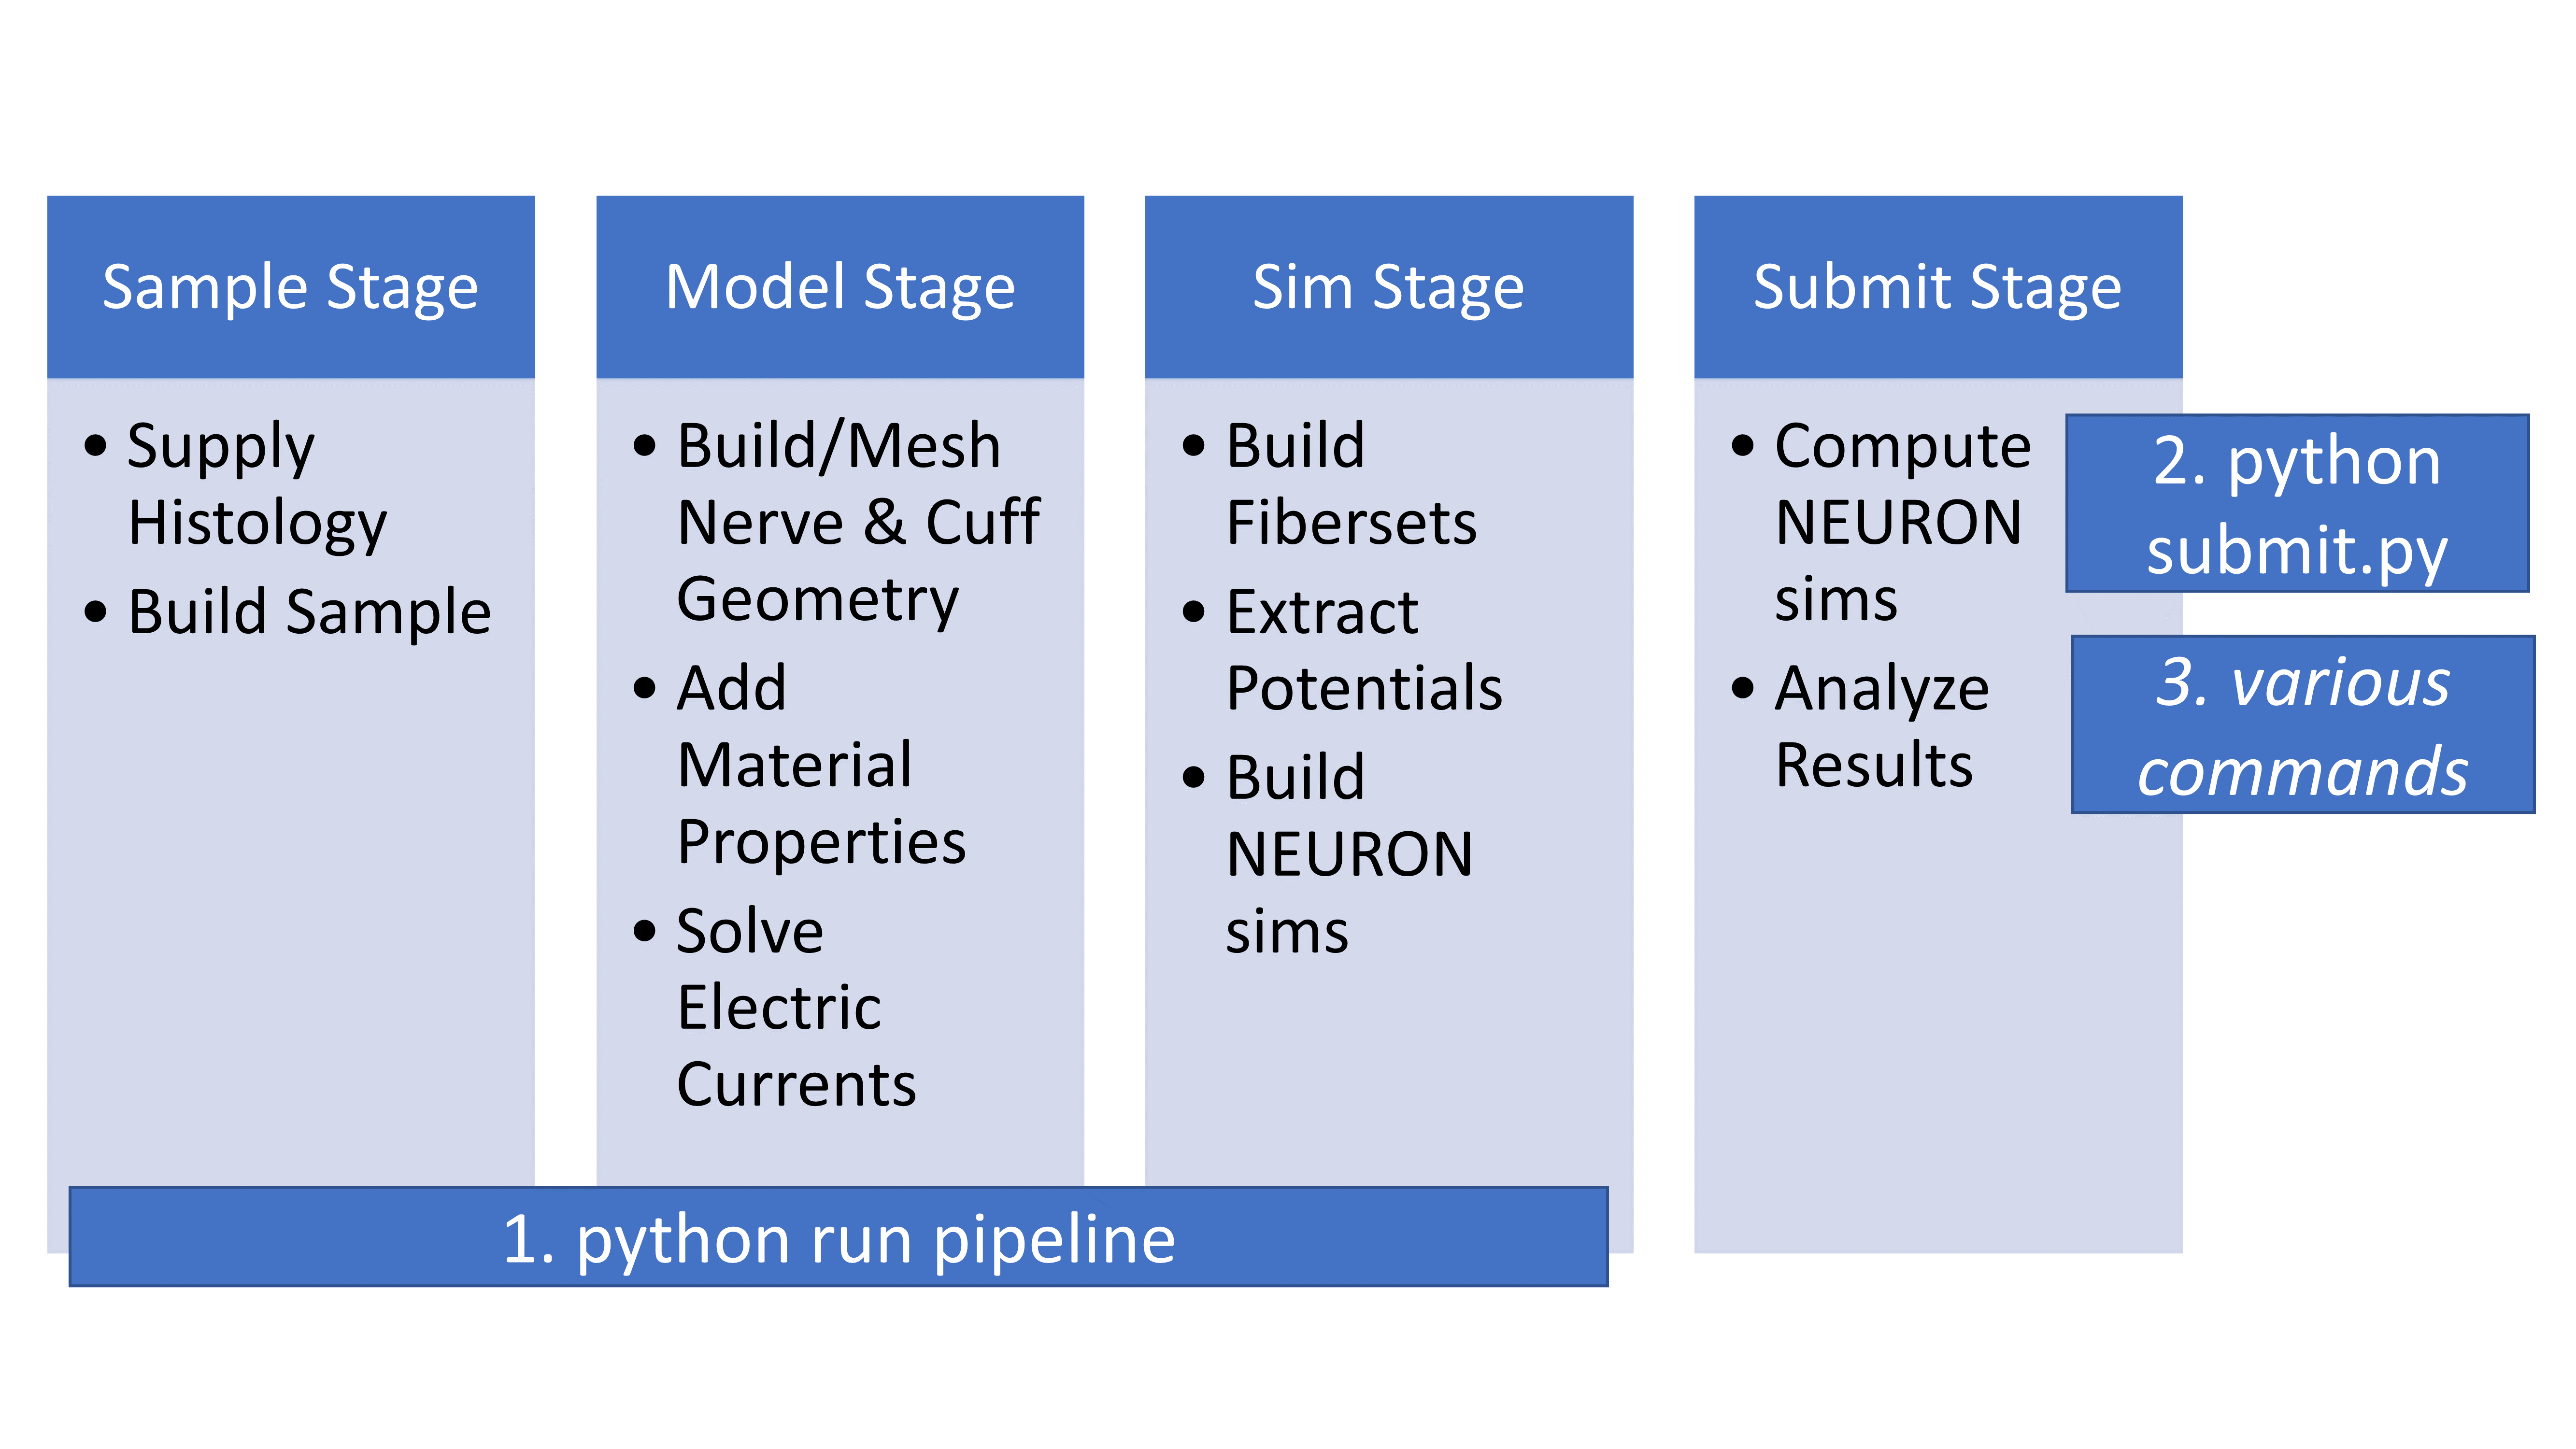 Sample Stage
• Supply
Histology
• Build Sample
Model Stage
• Build/Mesh
Nerve & Cuff
Geometry
• Add
Material
Properties
• Solve
Electric
Currents
Sim Stage
• Build
Fibersets
• Extract
Potentials
• Build
NEURON
sims
1. python run pipeline
Submit Stage
• Compute
NEURON
sims
• Analyze
Results
2. python
submit.py
3. various
commands